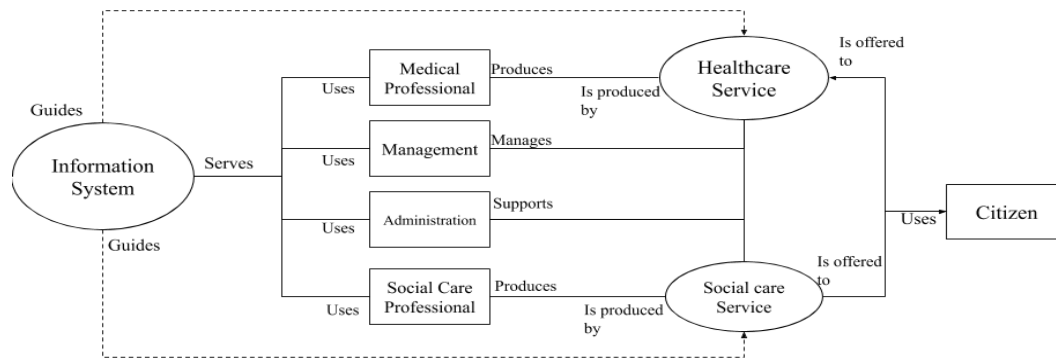 Is offered
to
Medical
Professional
Produces
Healthcare
Service
Uses
Is produced
by
Guides
Management
Manages
Information
System
Serves
Uses
Supports
Administration
Citizen
Uses
Uses
Guides
Is offered
to
Social Care
Professional
Produces
Social care
Service
Uses
Is produced
by